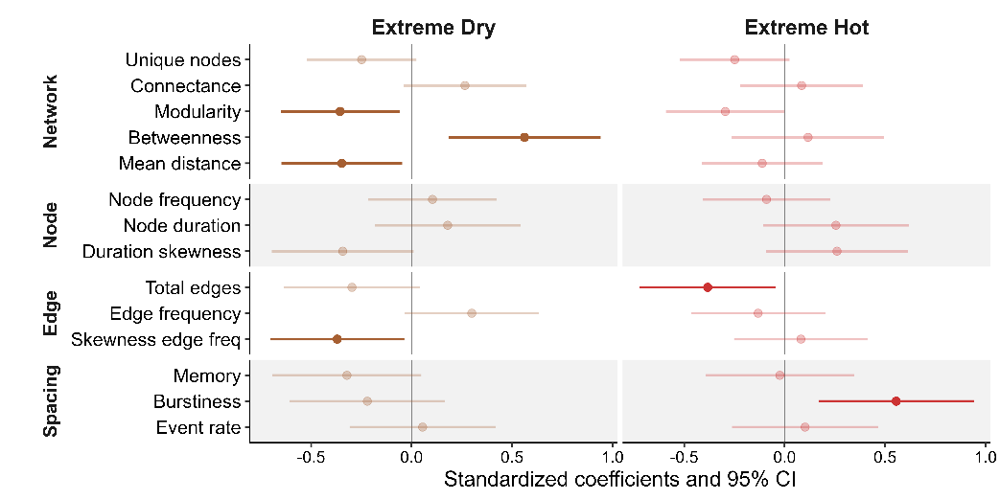 Extreme Dry
Extreme Hot
Network
Unique nodes
Connectance
Modularity
Betweenness
Mean distance
Node
Node frequency
Node duration
Duration skewness
Edge
Total edges
Edge frequency
Skewness edge freq
Spacing
Memory
Burstiness
Event rate
-0.5 0.0 0.5 1.0
-0.5 0.0 0.5 1.0
Standardized coefficients and 95% CI